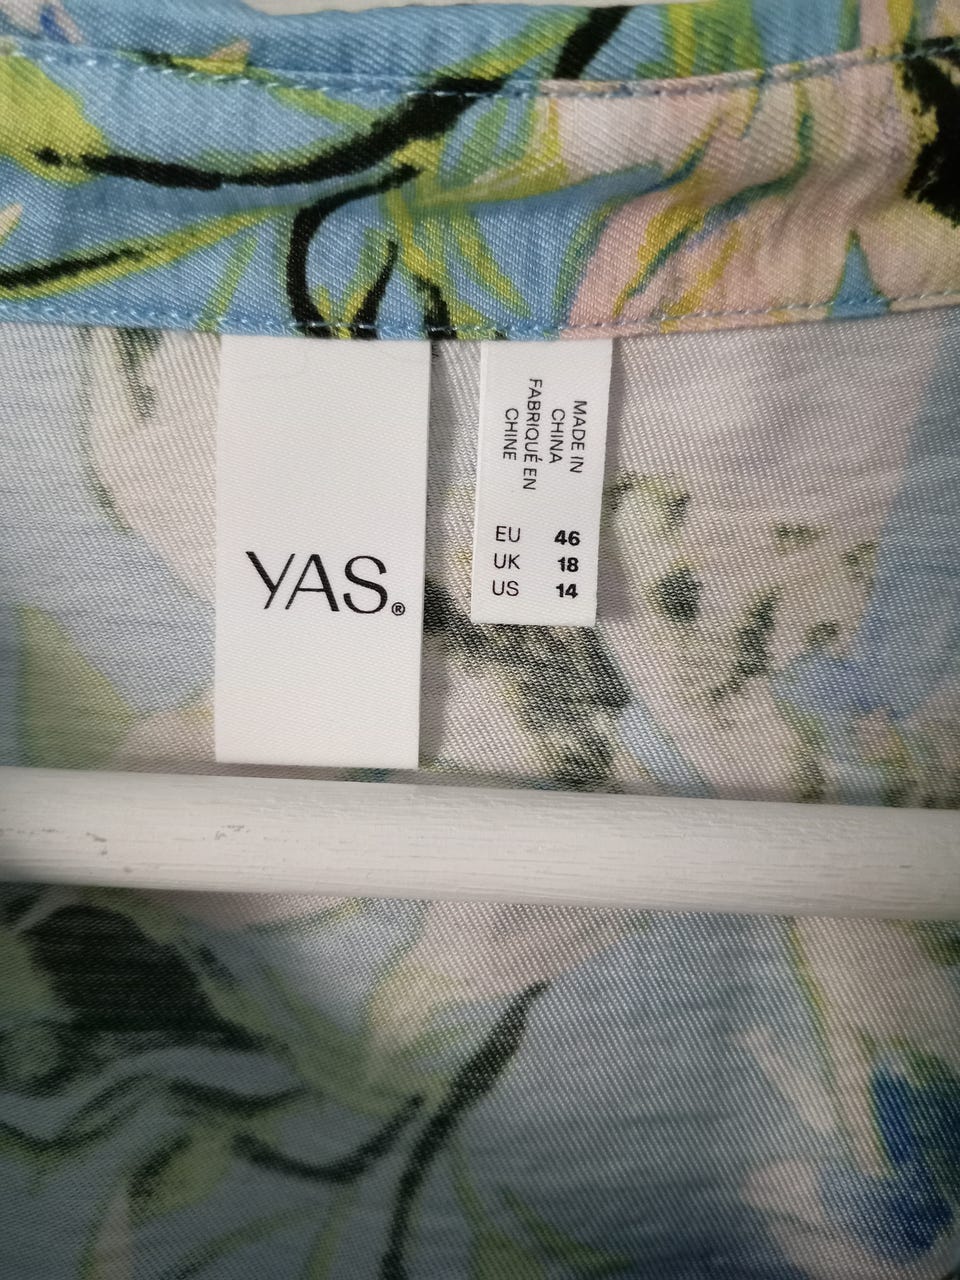 YAS.®
MADE IN
CHINA
FABRIQUÉ EN
CHINE
EU 46
UK 18
US 14